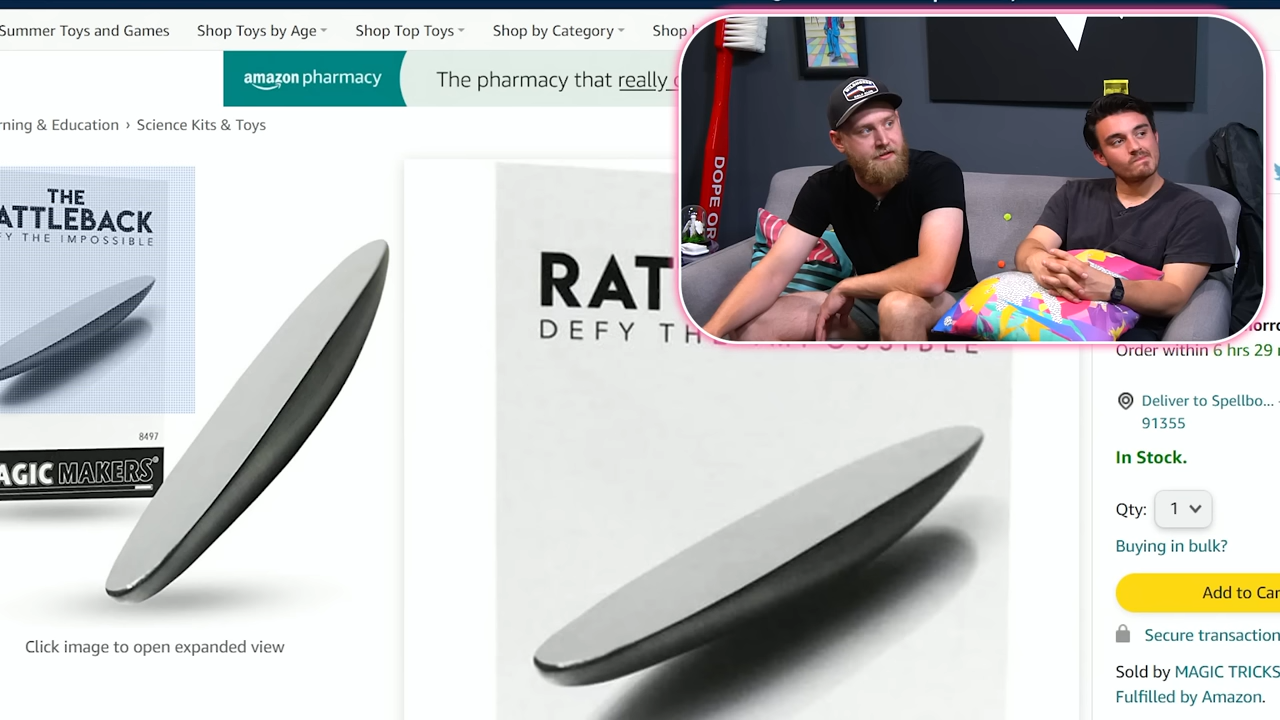 Summer Toys and Games
Shop Toys by Age
Shop Top Toys
Shop by Category
Shop
amazon pharmacy
The pharmacy that really
& Education › Science Kits & Toys
THE
ATTLEBACK
THE IMPOSSIBLE
8497
MAGIC MAKERS®
Click image to open expanded view
RAT
DEFY TH
DOPE OR
Order within 6 hrs 29
Deliver to Spellbo... -
91355
In Stock.
Qty: 1
Buying in bulk?
Add to Car
Secure transaction
Sold by MAGIC TRICKS
Fulfilled by Amazon.